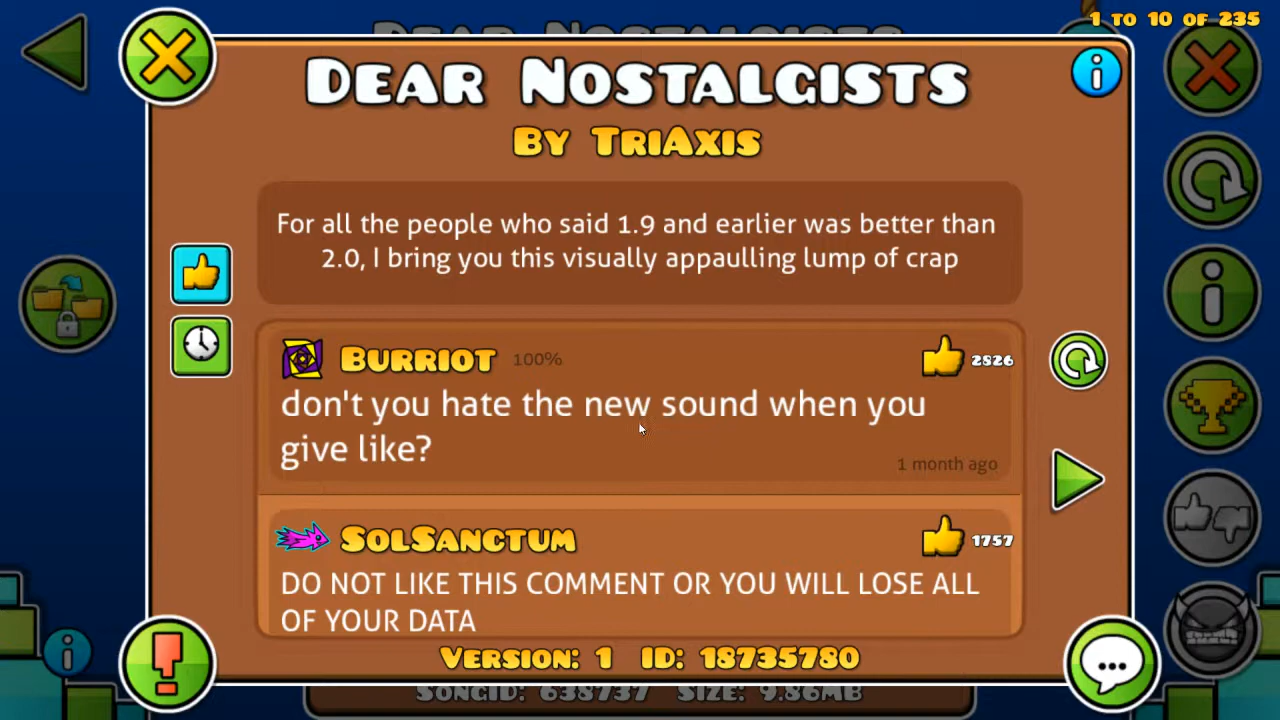 1 TO 10 OF 235
DEAR NOSTALGISTS
DEAR NOSTALGISTS
BY TRIAXIS
For all the people who said 1.9 and earlier was better than
2.0, I bring you this visually appaulling lump of crap
BURRIOT 100% 2826
don't you hate the new sound when you
give like?
1 month ago
SOLSANCTUM 1757
DO NOT LIKE THIS COMMENT OR YOU WILL LOSE ALL
OF YOUR DATA
VERSION: 1 ID: 18735780
SONGID: 638737 SIZE: 9.86MB